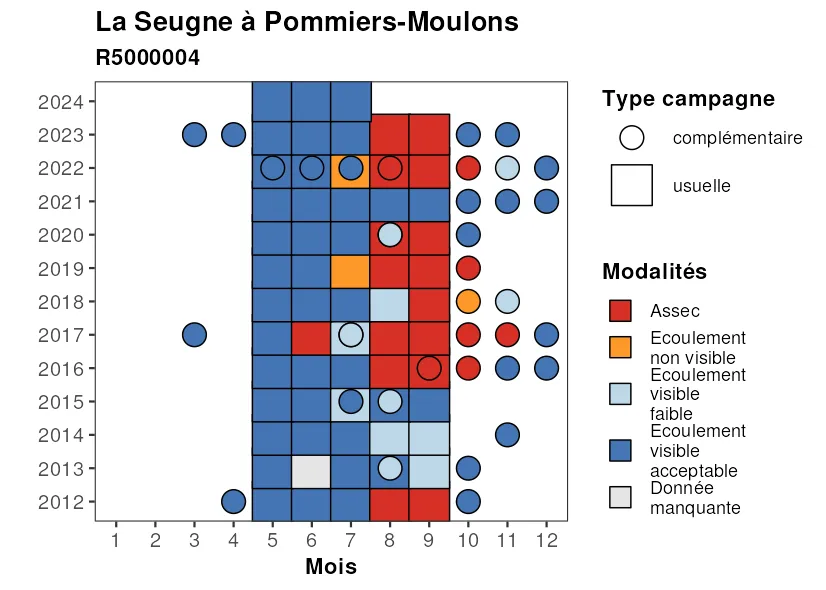 La Seugne à Pommiers-Moulons
R5000004
2024
2023
2022
2021
2020
2019
2018
2017
2016
2015
2014
2013
2012
1 2 3 4 5 6 7 8 9 10 11 12
Mois
Type campagne
complémentaire
usuelle
Modalités
Assec
Ecoulement
non visible
Ecoulement
visible
faible
Ecoulement
visible
acceptable
Donnée
manquante